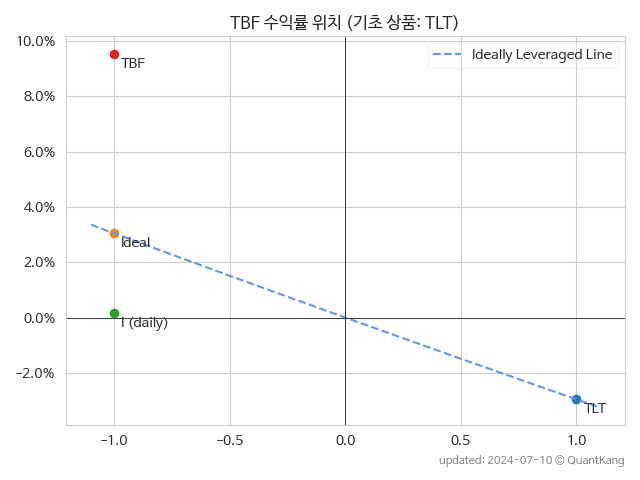 TBF 수익률 위치 (기초 상품: TLT)
10.0%
8.0%
6.0%
4.0%
2.0%
0.0%
−2.0%
Ideally Leveraged Line
TBF
Ideal
I (daily)
TLT
−1.0 −0.5 0.0 0.5 1.0
updated: 2024-07-10 © QuantKang